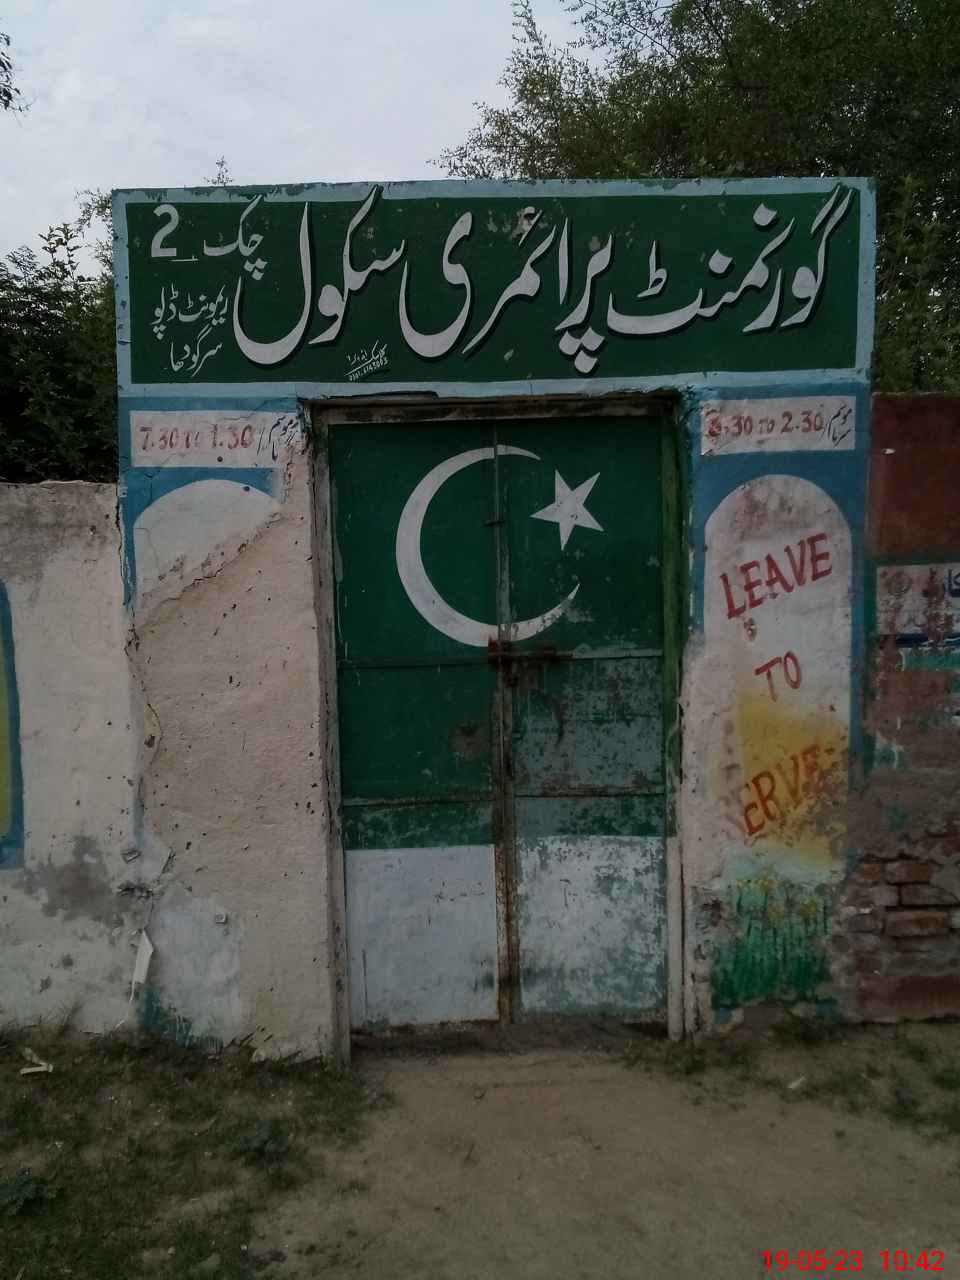 گورنمنٹ پرائمری سکول
چک 2
ریمونٹ ڈپو
سرگودھا
7.30 TO 1.30
موسم گرما
8.30 TO 2.30
موسم سرما
LEAVE
TO
SERVE
19-05-23 10:42